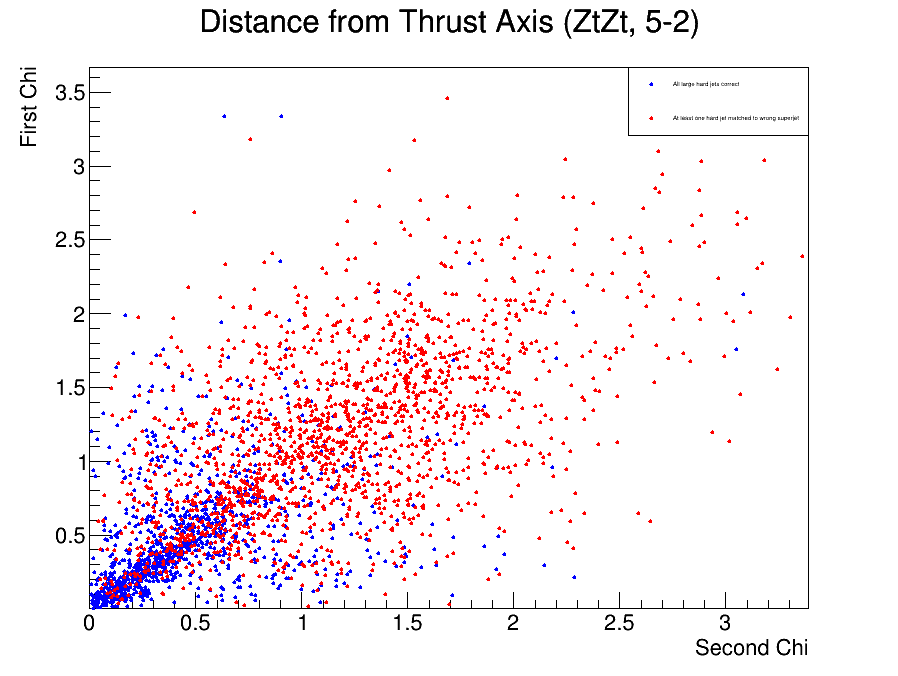 Distance from Thrust Axis (ZtZt, 5-2)
First Chi
3.5
3
2.5
2
1.5
1
0.5
All large hard jets correct
At least one hard jet matched to wrong superjet
0
0.5
1
1.5
2
2.5
3
Second Chi